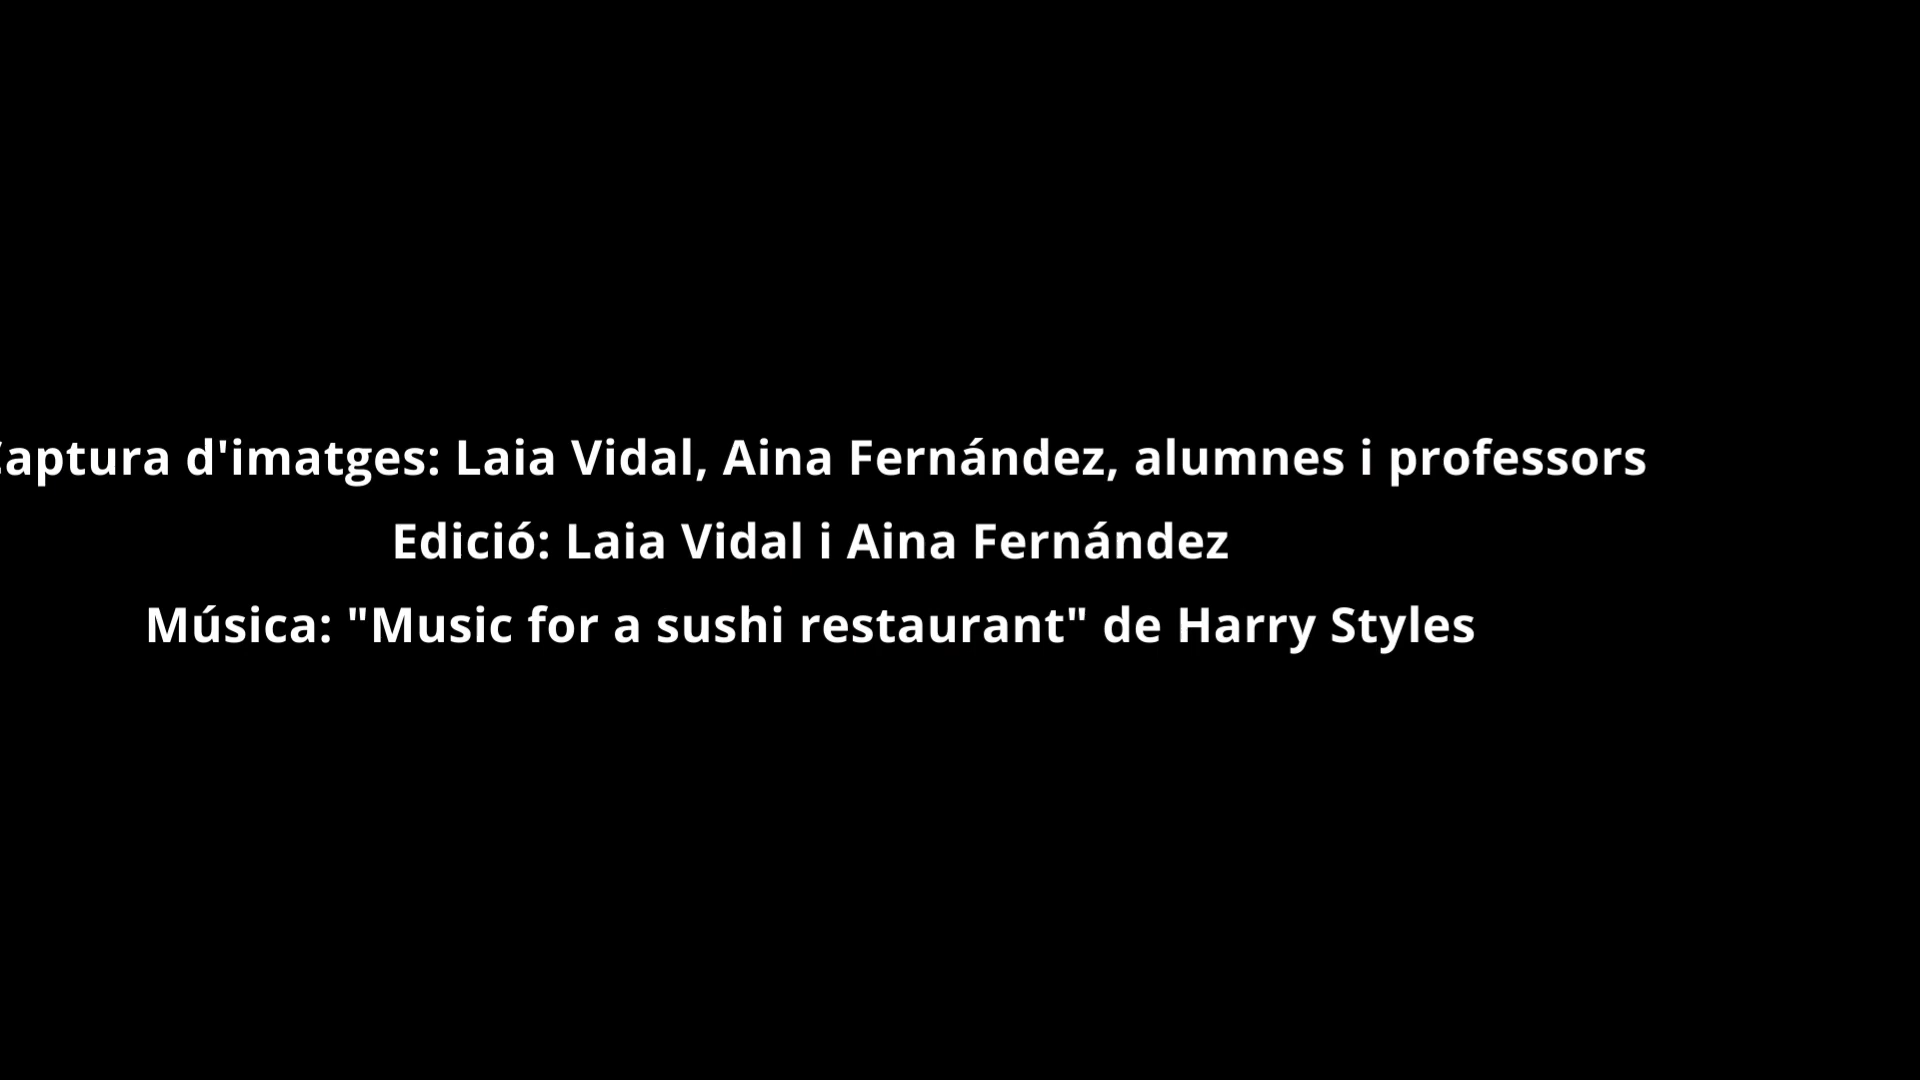 Captura d'imatges: Laia Vidal, Aina Fernández, alumnes i professors
Edició: Laia Vidal i Aina Fernández
Música: "Music for a sushi restaurant" de Harry Styles